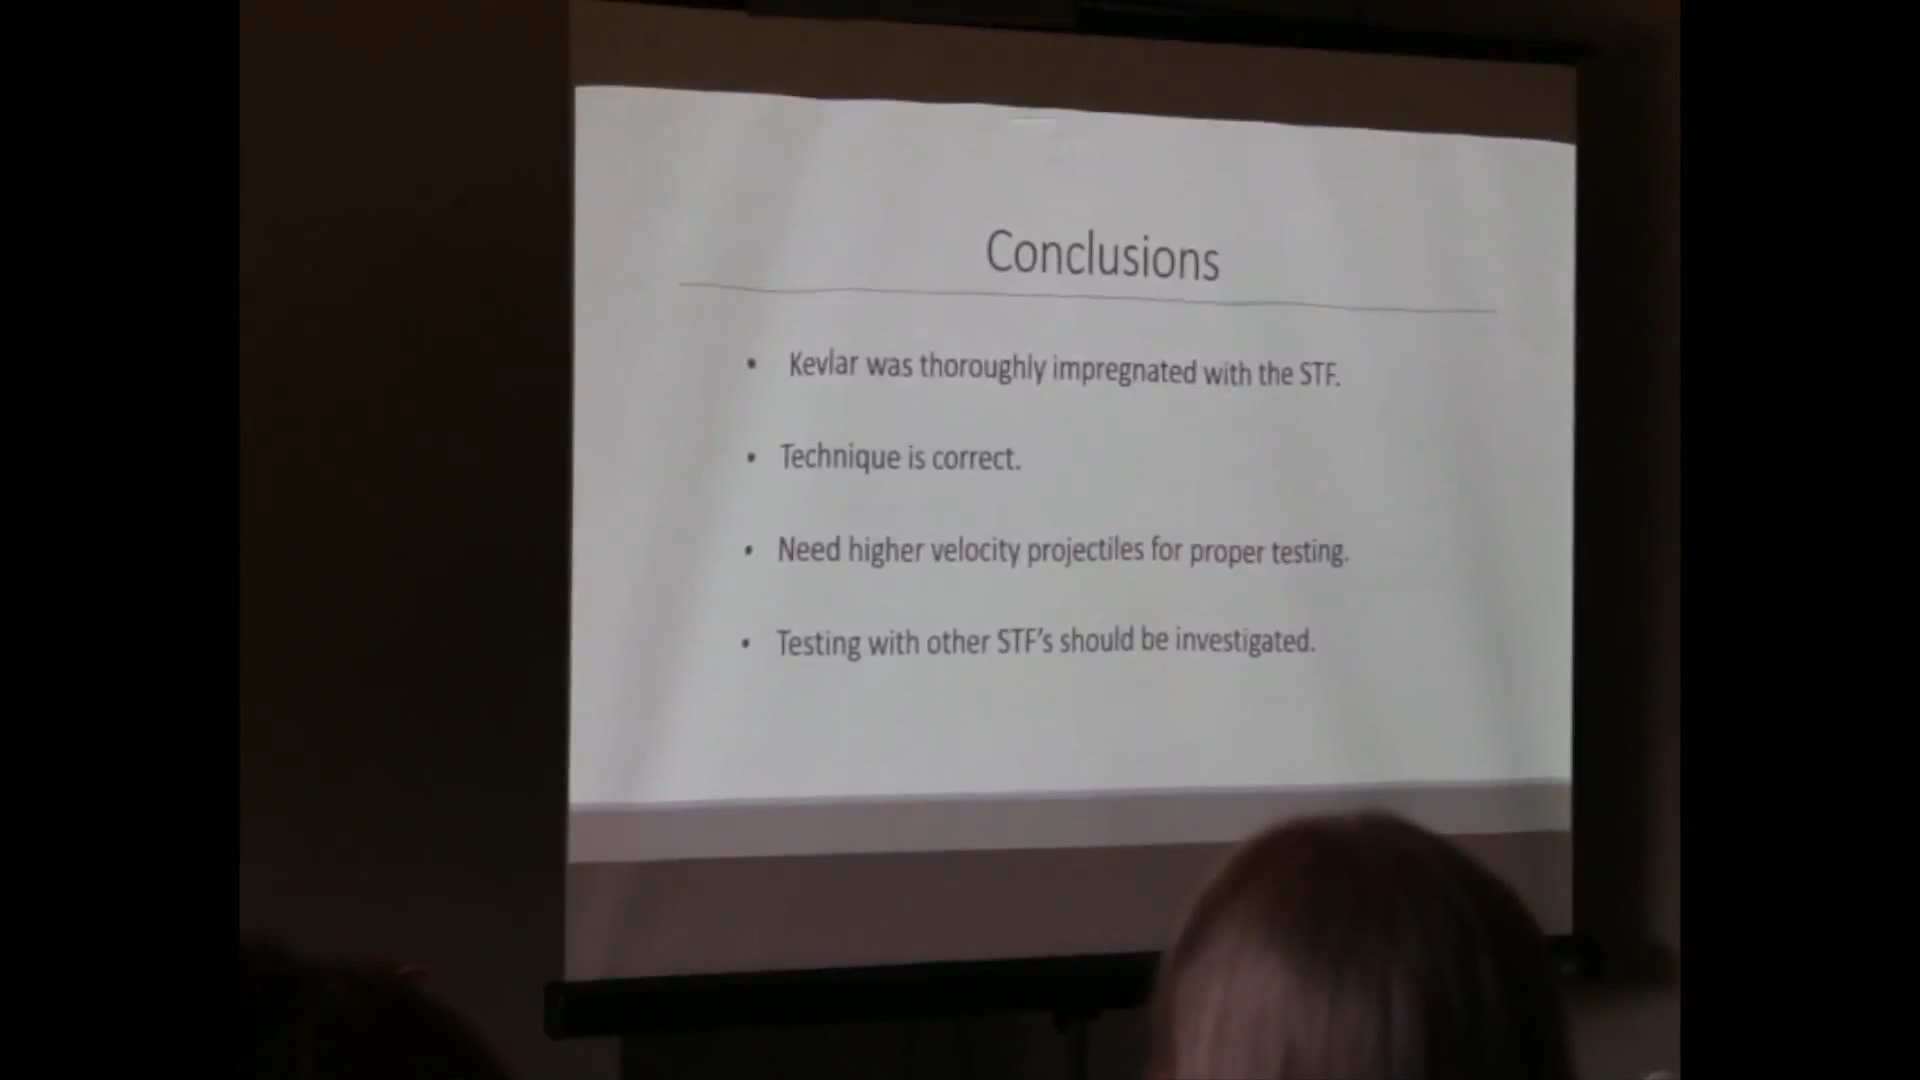 Conclusions
• Kevlar was thoroughly impregnated with the STF.
• Technique is correct.
• Need higher velocity projectiles for proper testing.
• Testing with other STF's should be investigated.